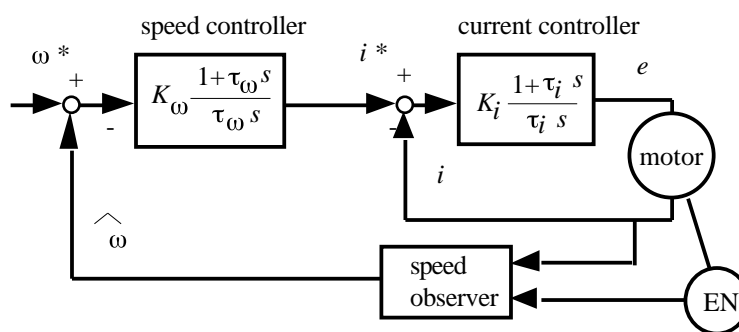 speed controller
current controller
ω *
+
-
K_ω (1+τ_ω s)/(τ_ω s)
i *
+
-
K_i (1+τ_i s)/(τ_i s)
e
motor
i
ω̂
speed
observer
EN